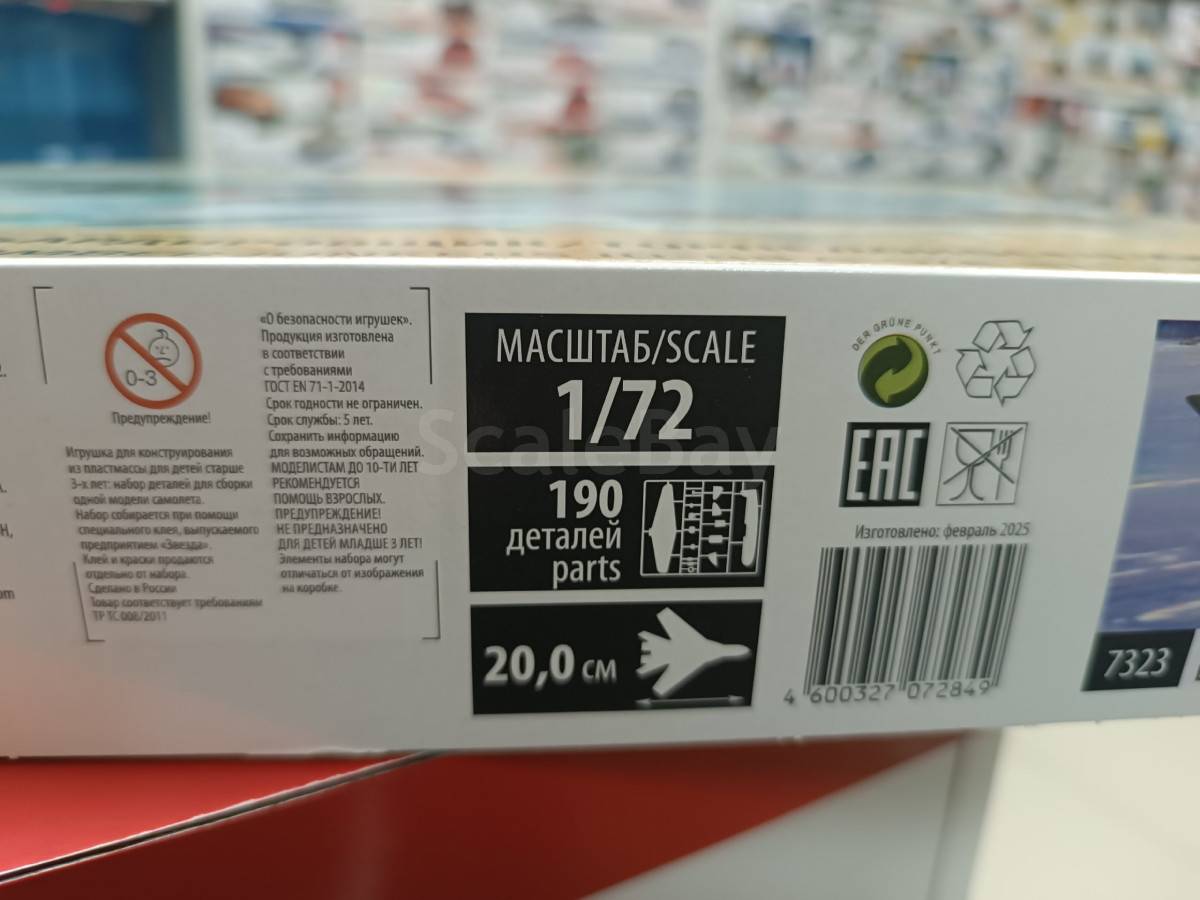 0-3
Предупреждение!
Игрушка для конструирования
из пластмассы для детей старше
3-х лет: набор деталей для сборки
одной модели самолета.
Набор собирается при помощи
специального клея, выпускаемого
предприятием «Звезда».
Клей и краски продаются
отдельно от набора.
Сделано в России
Товар соответствует требованиям
ТР ТС 008/2011
«О безопасности игрушек».
Продукция изготовлена
в соответствии
с требованиями
ГОСТ EN 71-1-2014
Срок годности не ограничен.
Срок службы: 5 лет.
Сохранить информацию
для возможных обращений.
МОДЕЛИСТАМ ДО 10-ТИ ЛЕТ
РЕКОМЕНДУЕТСЯ
ПОМОЩЬ ВЗРОСЛЫХ.
ПРЕДУПРЕЖДЕНИЕ!
НЕ ПРЕДНАЗНАЧЕНО
ДЛЯ ДЕТЕЙ МЛАДШЕ 3 ЛЕТ!
Элементы набора могут
отличаться от изображения
на коробке.
МАСШТАБ/SCALE
1/72
190
деталей
parts
20,0 см
DER GRÜNE PUNKT
EAC
Изготовлено: февраль 2025
4 600327 072849
7323
ScaleBay